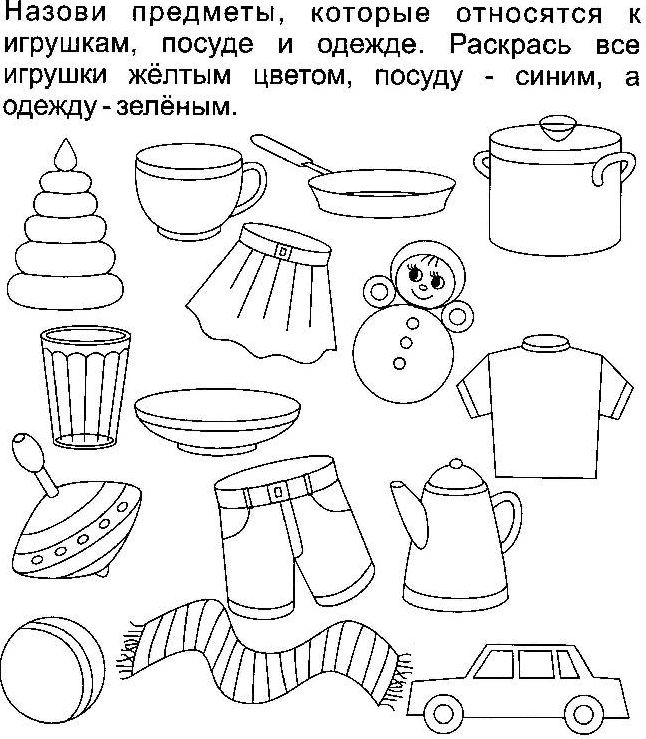 Назови предметы, которые относятся к
игрушкам, посуде и одежде. Раскрась все
игрушки жёлтым цветом, посуду - синим, а
одежду - зелёным.